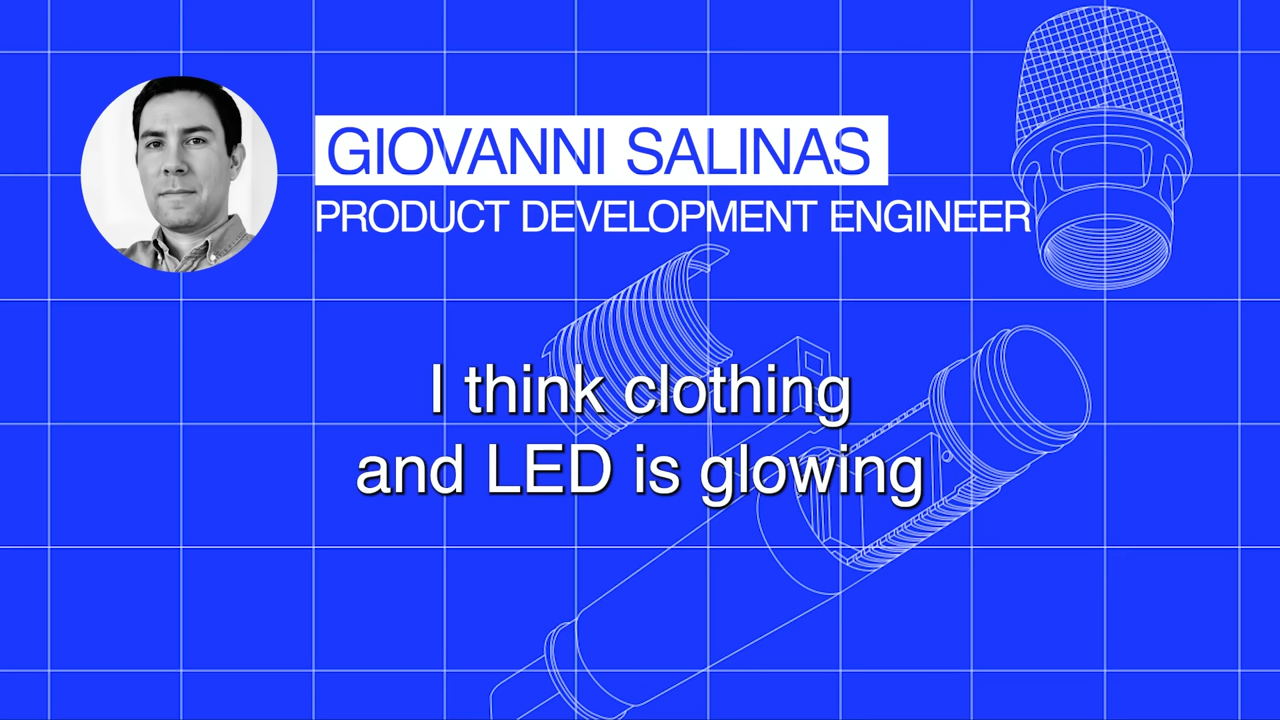 GIOVANNI SALINAS
PRODUCT DEVELOPMENT ENGINEER
I think clothing
and LED is glowing